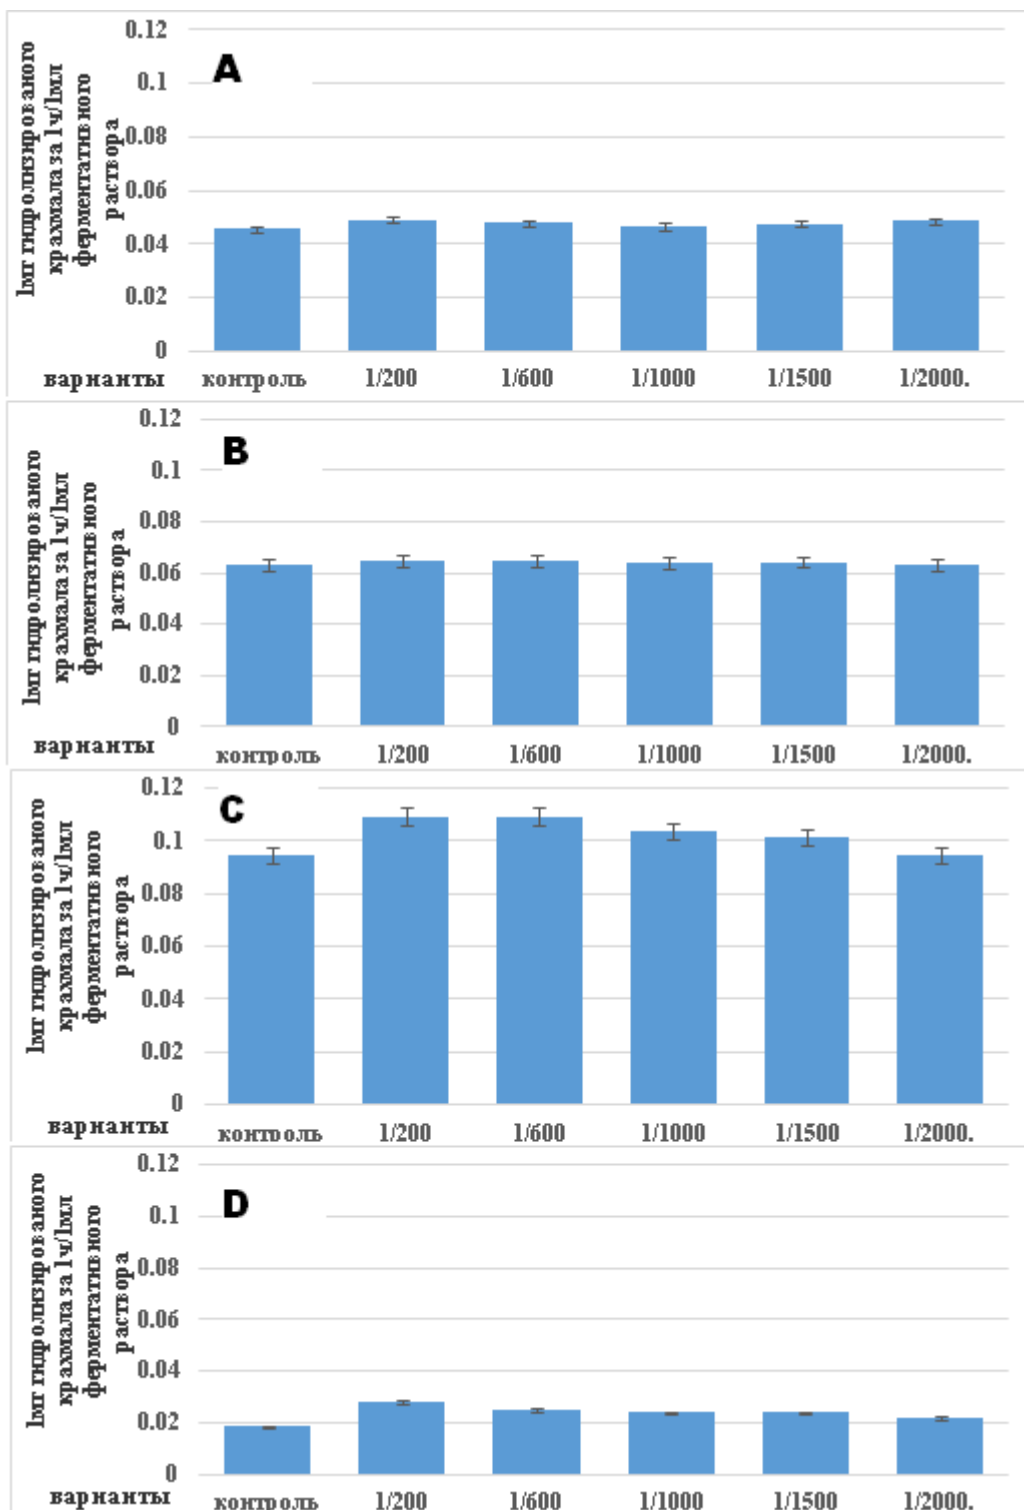 0.12
0.1
0.08
0.06
0.04
0.02
0
1мг гидролизированого
крахмала за 1ч/1мл
ферментативного
раствора
A
варианты
контроль 1/200 1/600 1/1000 1/1500 1/2000.
0.12
0.1
0.08
0.06
0.04
0.02
0
1мг гидролизированого
крахмала за 1ч/1мл
ферментативного
раствора
B
варианты
контроль 1/200 1/600 1/1000 1/1500 1/2000.
0.12
0.1
0.08
0.06
0.04
0.02
0
1мг гидролизированого
крахмала за 1ч/1мл
ферментативного
раствора
C
варианты
контроль 1/200 1/600 1/1000 1/1500 1/2000.
0.12
0.1
0.08
0.06
0.04
0.02
0
1мг гидролизированого
крахмала за 1ч/1мл
ферментативного
раствора
D
варианты
контроль 1/200 1/600 1/1000 1/1500 1/2000.